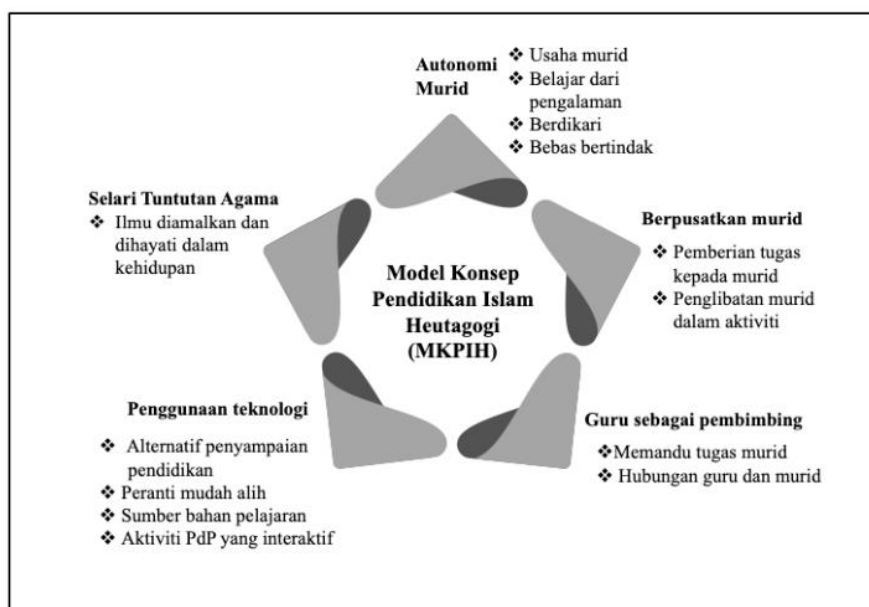 Autonomi
Murid
❖ Usaha murid
❖ Belajar dari
pengalaman
❖ Berdikari
❖ Bebas bertindak
Berpusatkan murid
❖ Pemberian tugas
kepada murid
❖ Penglibatan murid
dalam aktiviti
Guru sebagai pembimbing
❖Memandu tugas murid
❖ Hubungan guru dan murid
Penggunaan teknologi
❖ Alternatif penyampaian
pendidikan
❖ Peranti mudah alih
❖ Sumber bahan pelajaran
❖ Aktiviti PdP yang interaktif
Selari Tuntutan Agama
❖ Ilmu diamalkan dan
dihayati dalam
kehidupan
Model Konsep
Pendidikan Islam
Heutagogi
(MKPIH)